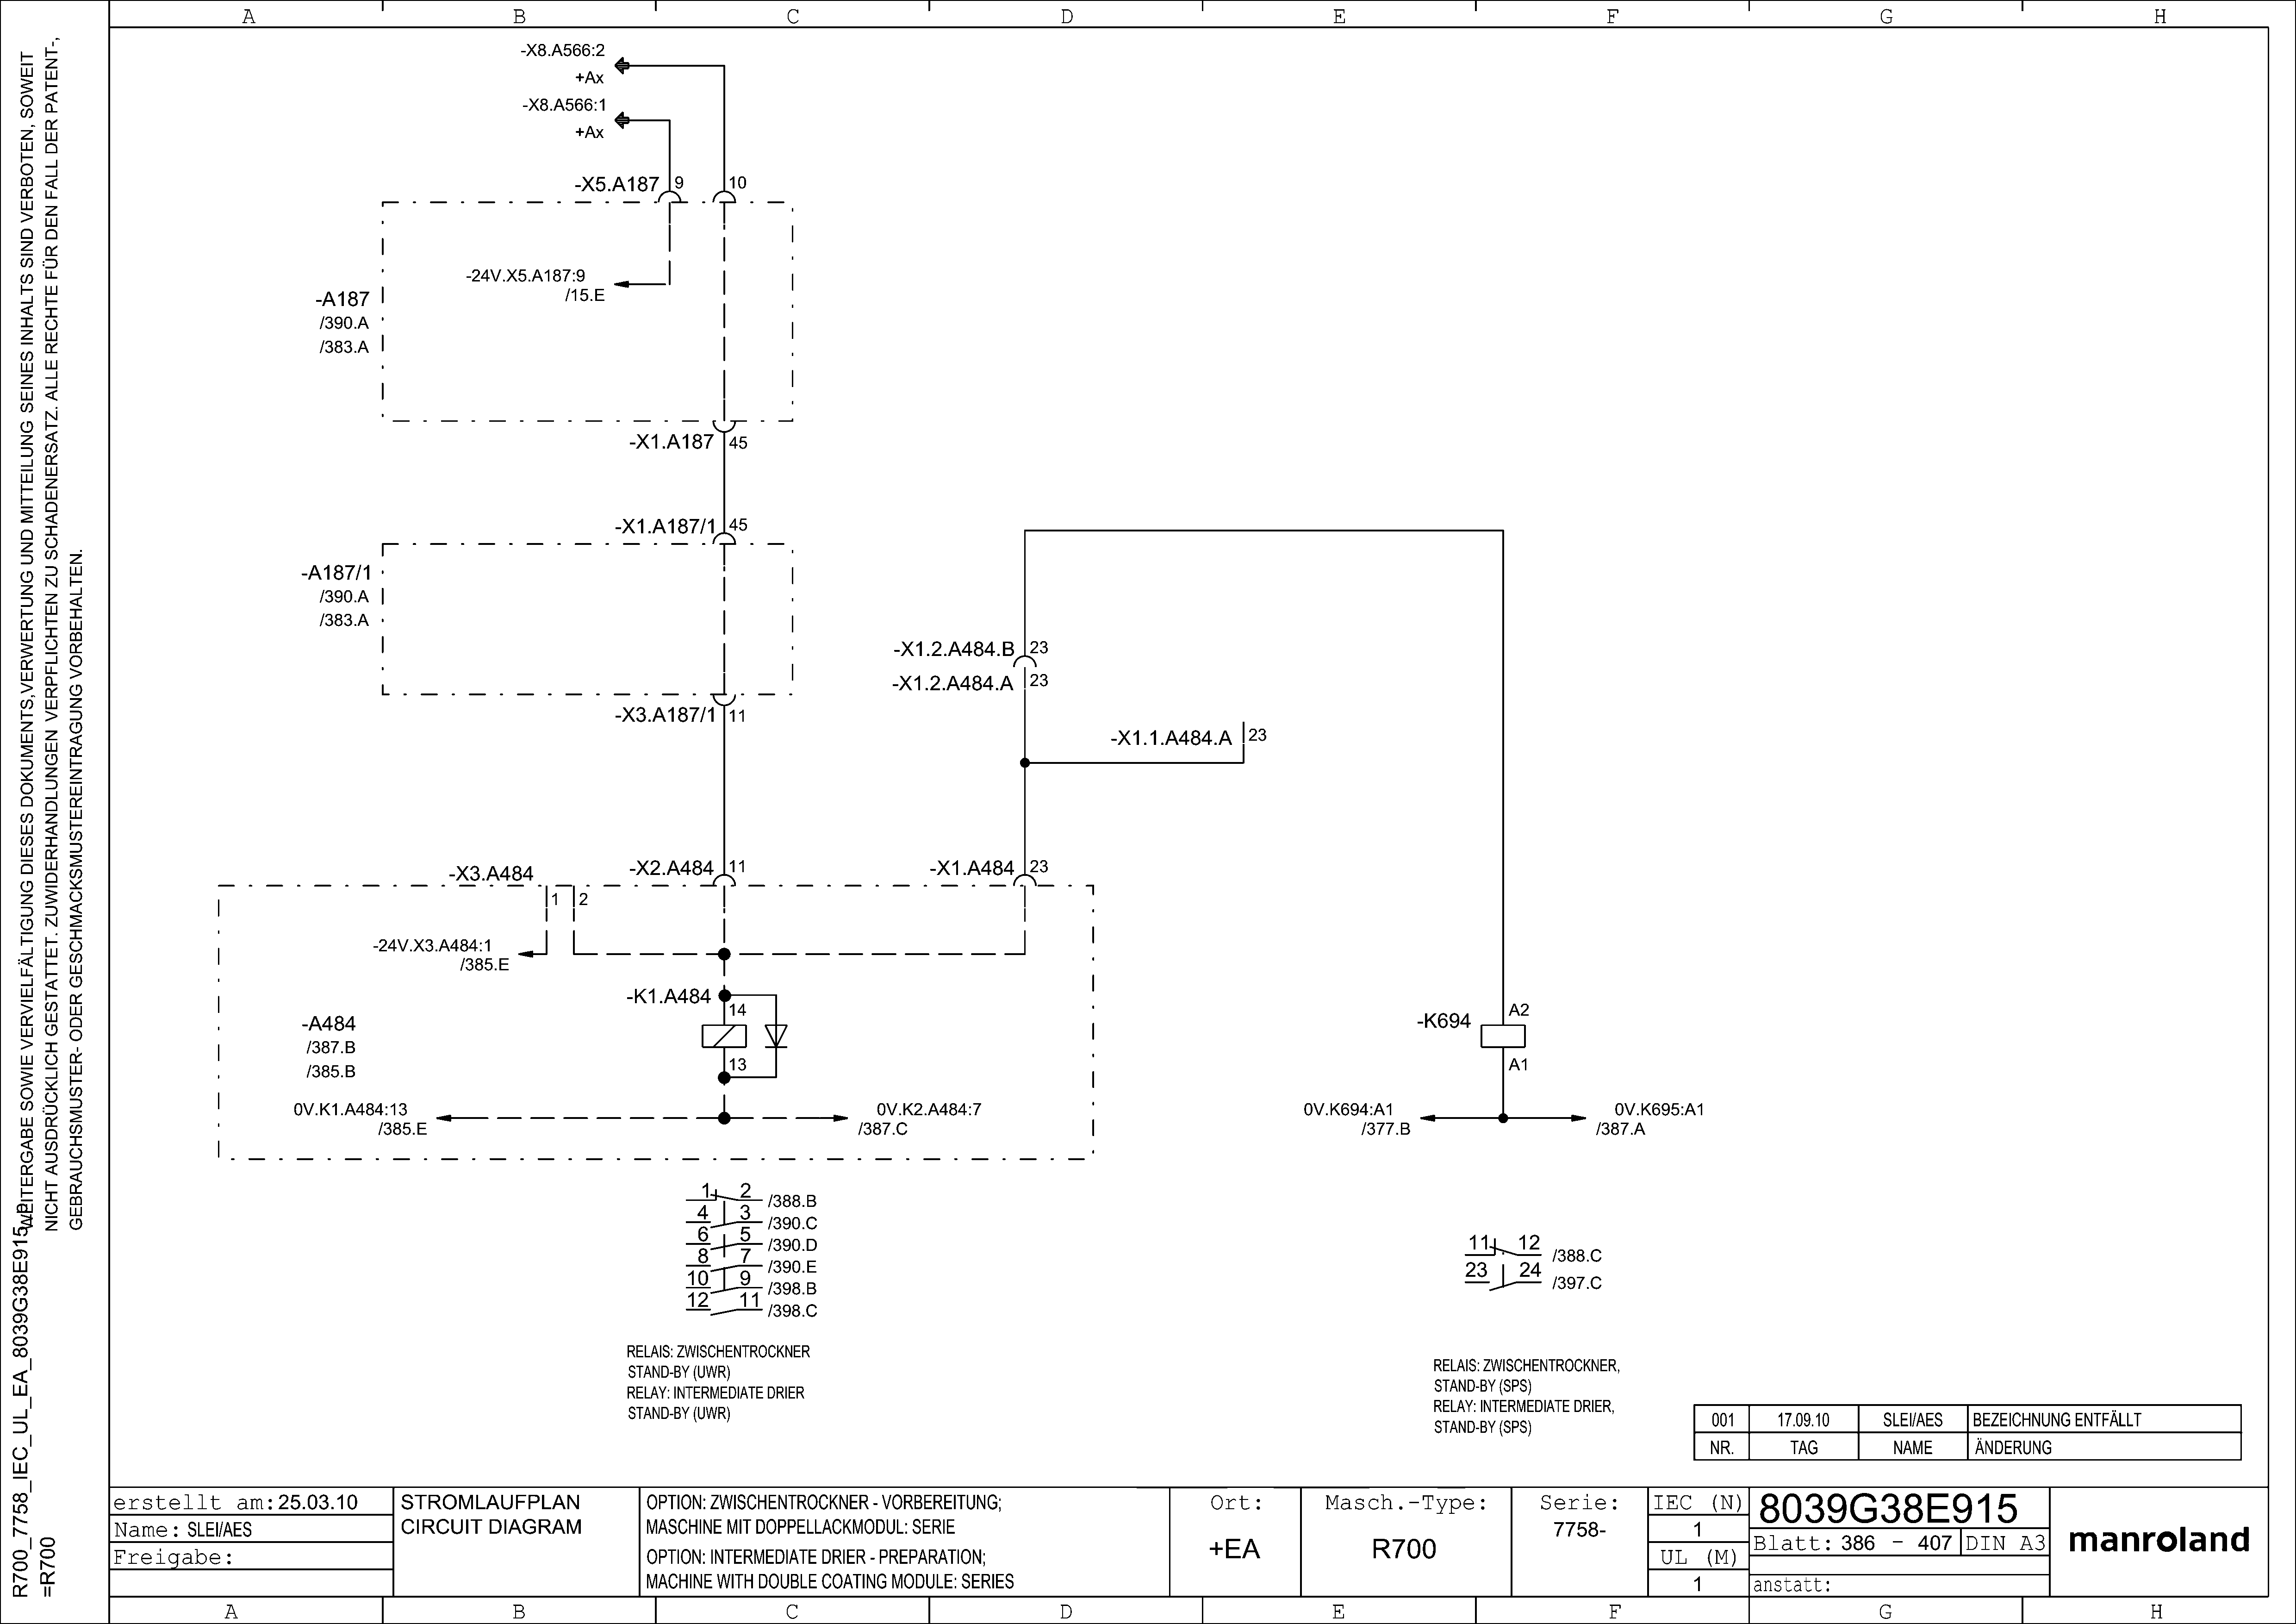 A B C D E F G H
-X8.A566:2
+Ax
-X8.A566:1
+Ax
-X5.A187 9 10
-24V.X5.A187:9
/15.E
-A187
/390.A
/383.A
-X1.A187 45
-X1.A187/1 45
-A187/1
/390.A
/383.A
-X3.A187/1 11
-X1.2.A484.B 23
-X1.2.A484.A 23
-X1.1.A484.A 23
-X3.A484 -X2.A484 11 -X1.A484 23
1 2
-24V.X3.A484:1
/385.E
-K1.A484
14
13
-A484
/387.B
/385.B
0V.K1.A484:13
/385.E
0V.K2.A484:7
/387.C
-K694
A2
A1
0V.K694:A1
/377.B
0V.K695:A1
/387.A
1 2 /388.B
4 3 /390.C
6 5 /390.D
8 7 /390.E
10 9 /398.B
12 11 /398.C
11 12 /388.C
23 24 /397.C
RELAIS: ZWISCHENTROCKNER
STAND-BY (UWR)
RELAY: INTERMEDIATE DRIER
STAND-BY (UWR)
RELAIS: ZWISCHENTROCKNER,
STAND-BY (SPS)
RELAY: INTERMEDIATE DRIER,
STAND-BY (SPS)
001 17.09.10 SLEI/AES BEZEICHNUNG ENTFÄLLT
NR. TAG NAME ÄNDERUNG
erstellt am: 25.03.10
Name: SLEI/AES
Freigabe:
STROMLAUFPLAN
CIRCUIT DIAGRAM
OPTION: ZWISCHENTROCKNER - VORBEREITUNG;
MASCHINE MIT DOPPELLACKMODUL: SERIE
OPTION: INTERMEDIATE DRIER - PREPARATION;
MACHINE WITH DOUBLE COATING MODULE: SERIES
Ort:
+EA
Masch.-Type:
R700
Serie:
7758-
IEC (N)
1
UL (M)
1
8039G38E915
Blatt: 386 - 407 DIN A3
anstatt:
manroland
A B C D E F G H
WEITERGABE SOWIE VERVIELFÄLTIGUNG DIESES DOKUMENTS,VERWERTUNG UND MITTEILUNG SEINES INHALTS SIND VERBOTEN, SOWEIT
NICHT AUSDRÜCKLICH GESTATTET. ZUWIDERHANDLUNGEN VERPFLICHTEN ZU SCHADENERSATZ. ALLE RECHTE FÜR DEN FALL DER PATENT-,
GEBRAUCHSMUSTER- ODER GESCHMACKSMUSTEREINTRAGUNG VORBEHALTEN.
=R700